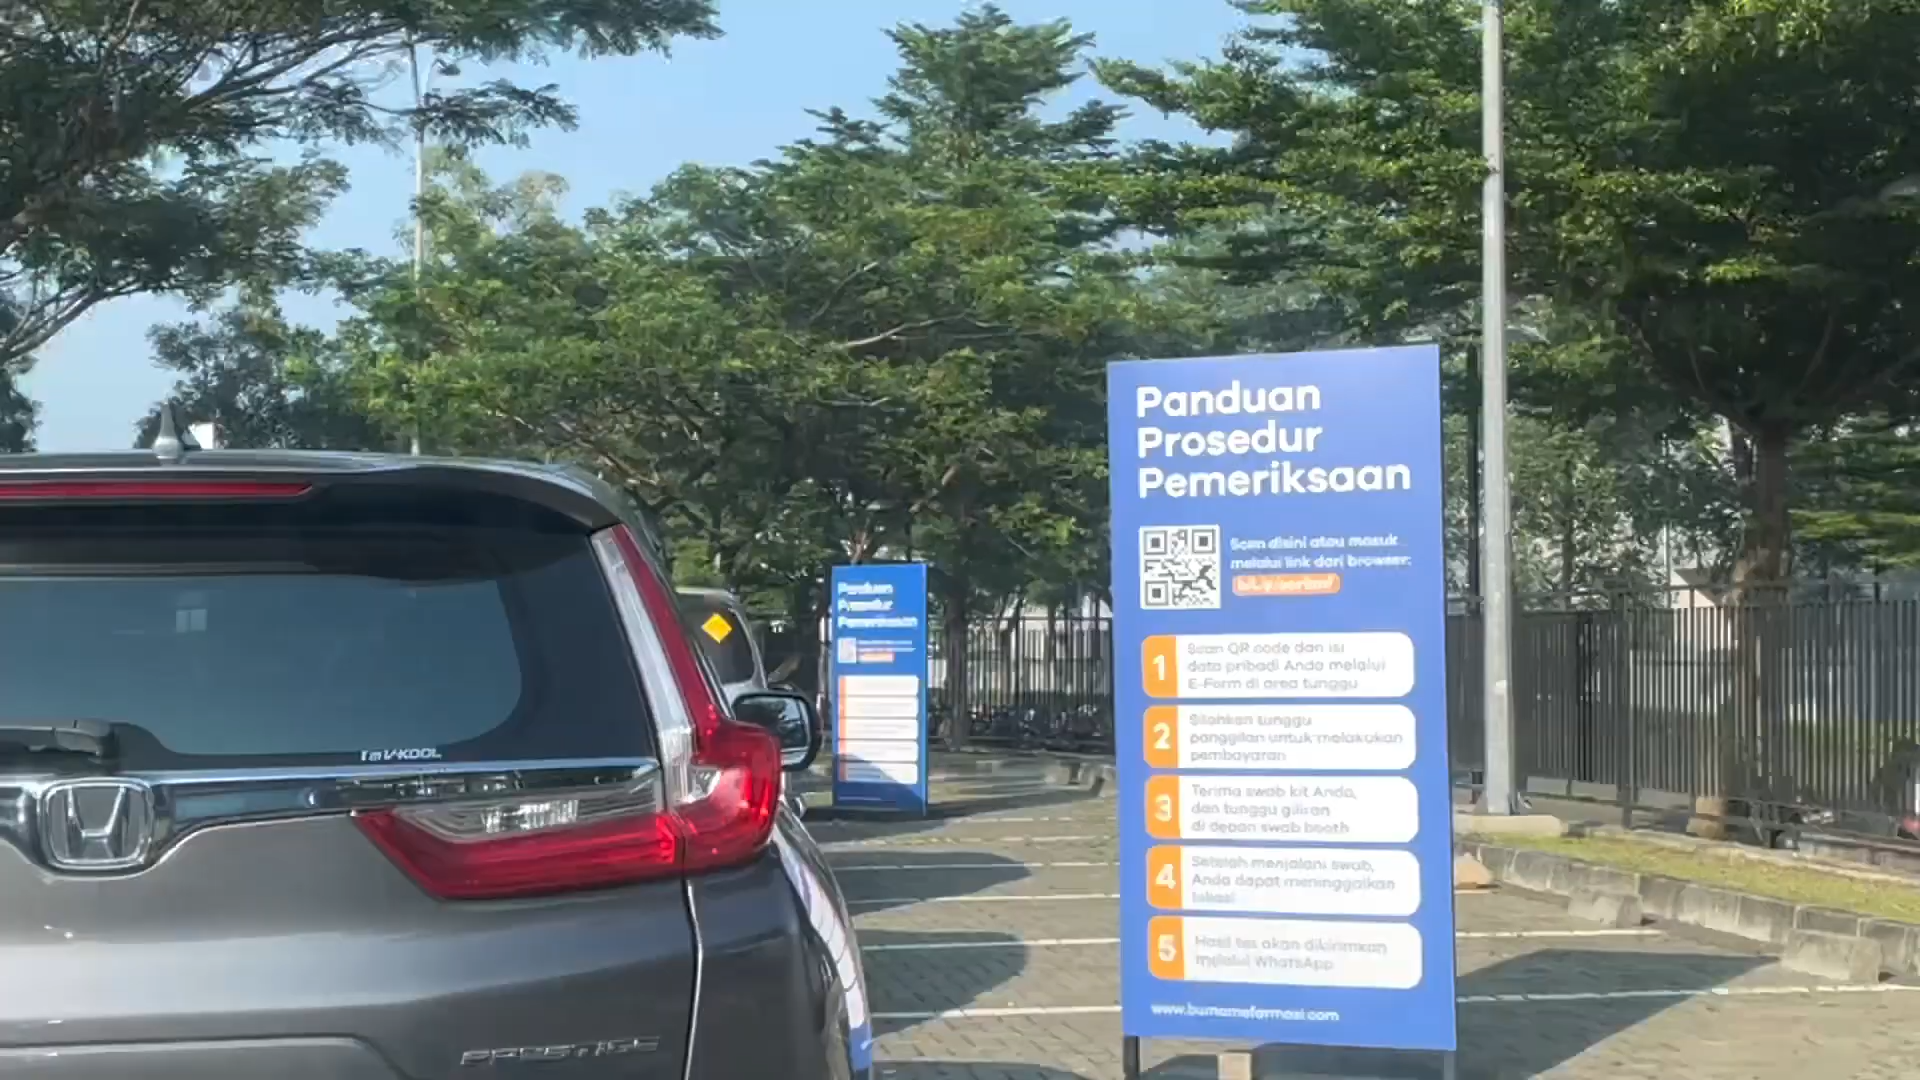 Panduan
Prosedur
Pemeriksaan
Scan disini atau masuk
melalui link dari browser:
1
Scan QR code dan isi
data pribadi Anda melalui
E-Form di area tunggu
2
Silahkan tunggu
panggilan untuk melakukan
pembayaran
3
Terima swab kit Anda,
dan tunggu giliran
di depan swab booth
4
Setelah menjalani swab,
Anda dapat meninggalkan
lokasi
5
Hasil tes akan dikirimkan
melalui WhatsApp
www.bumamefarmasi.com
Panduan
Prosedur
Pemeriksaan
V-KOOL
PRESTIGE